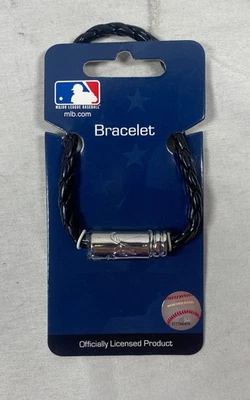 MAJOR LEAGUE BASEBALL
mlb.com
Bracelet
Officially Licensed Product